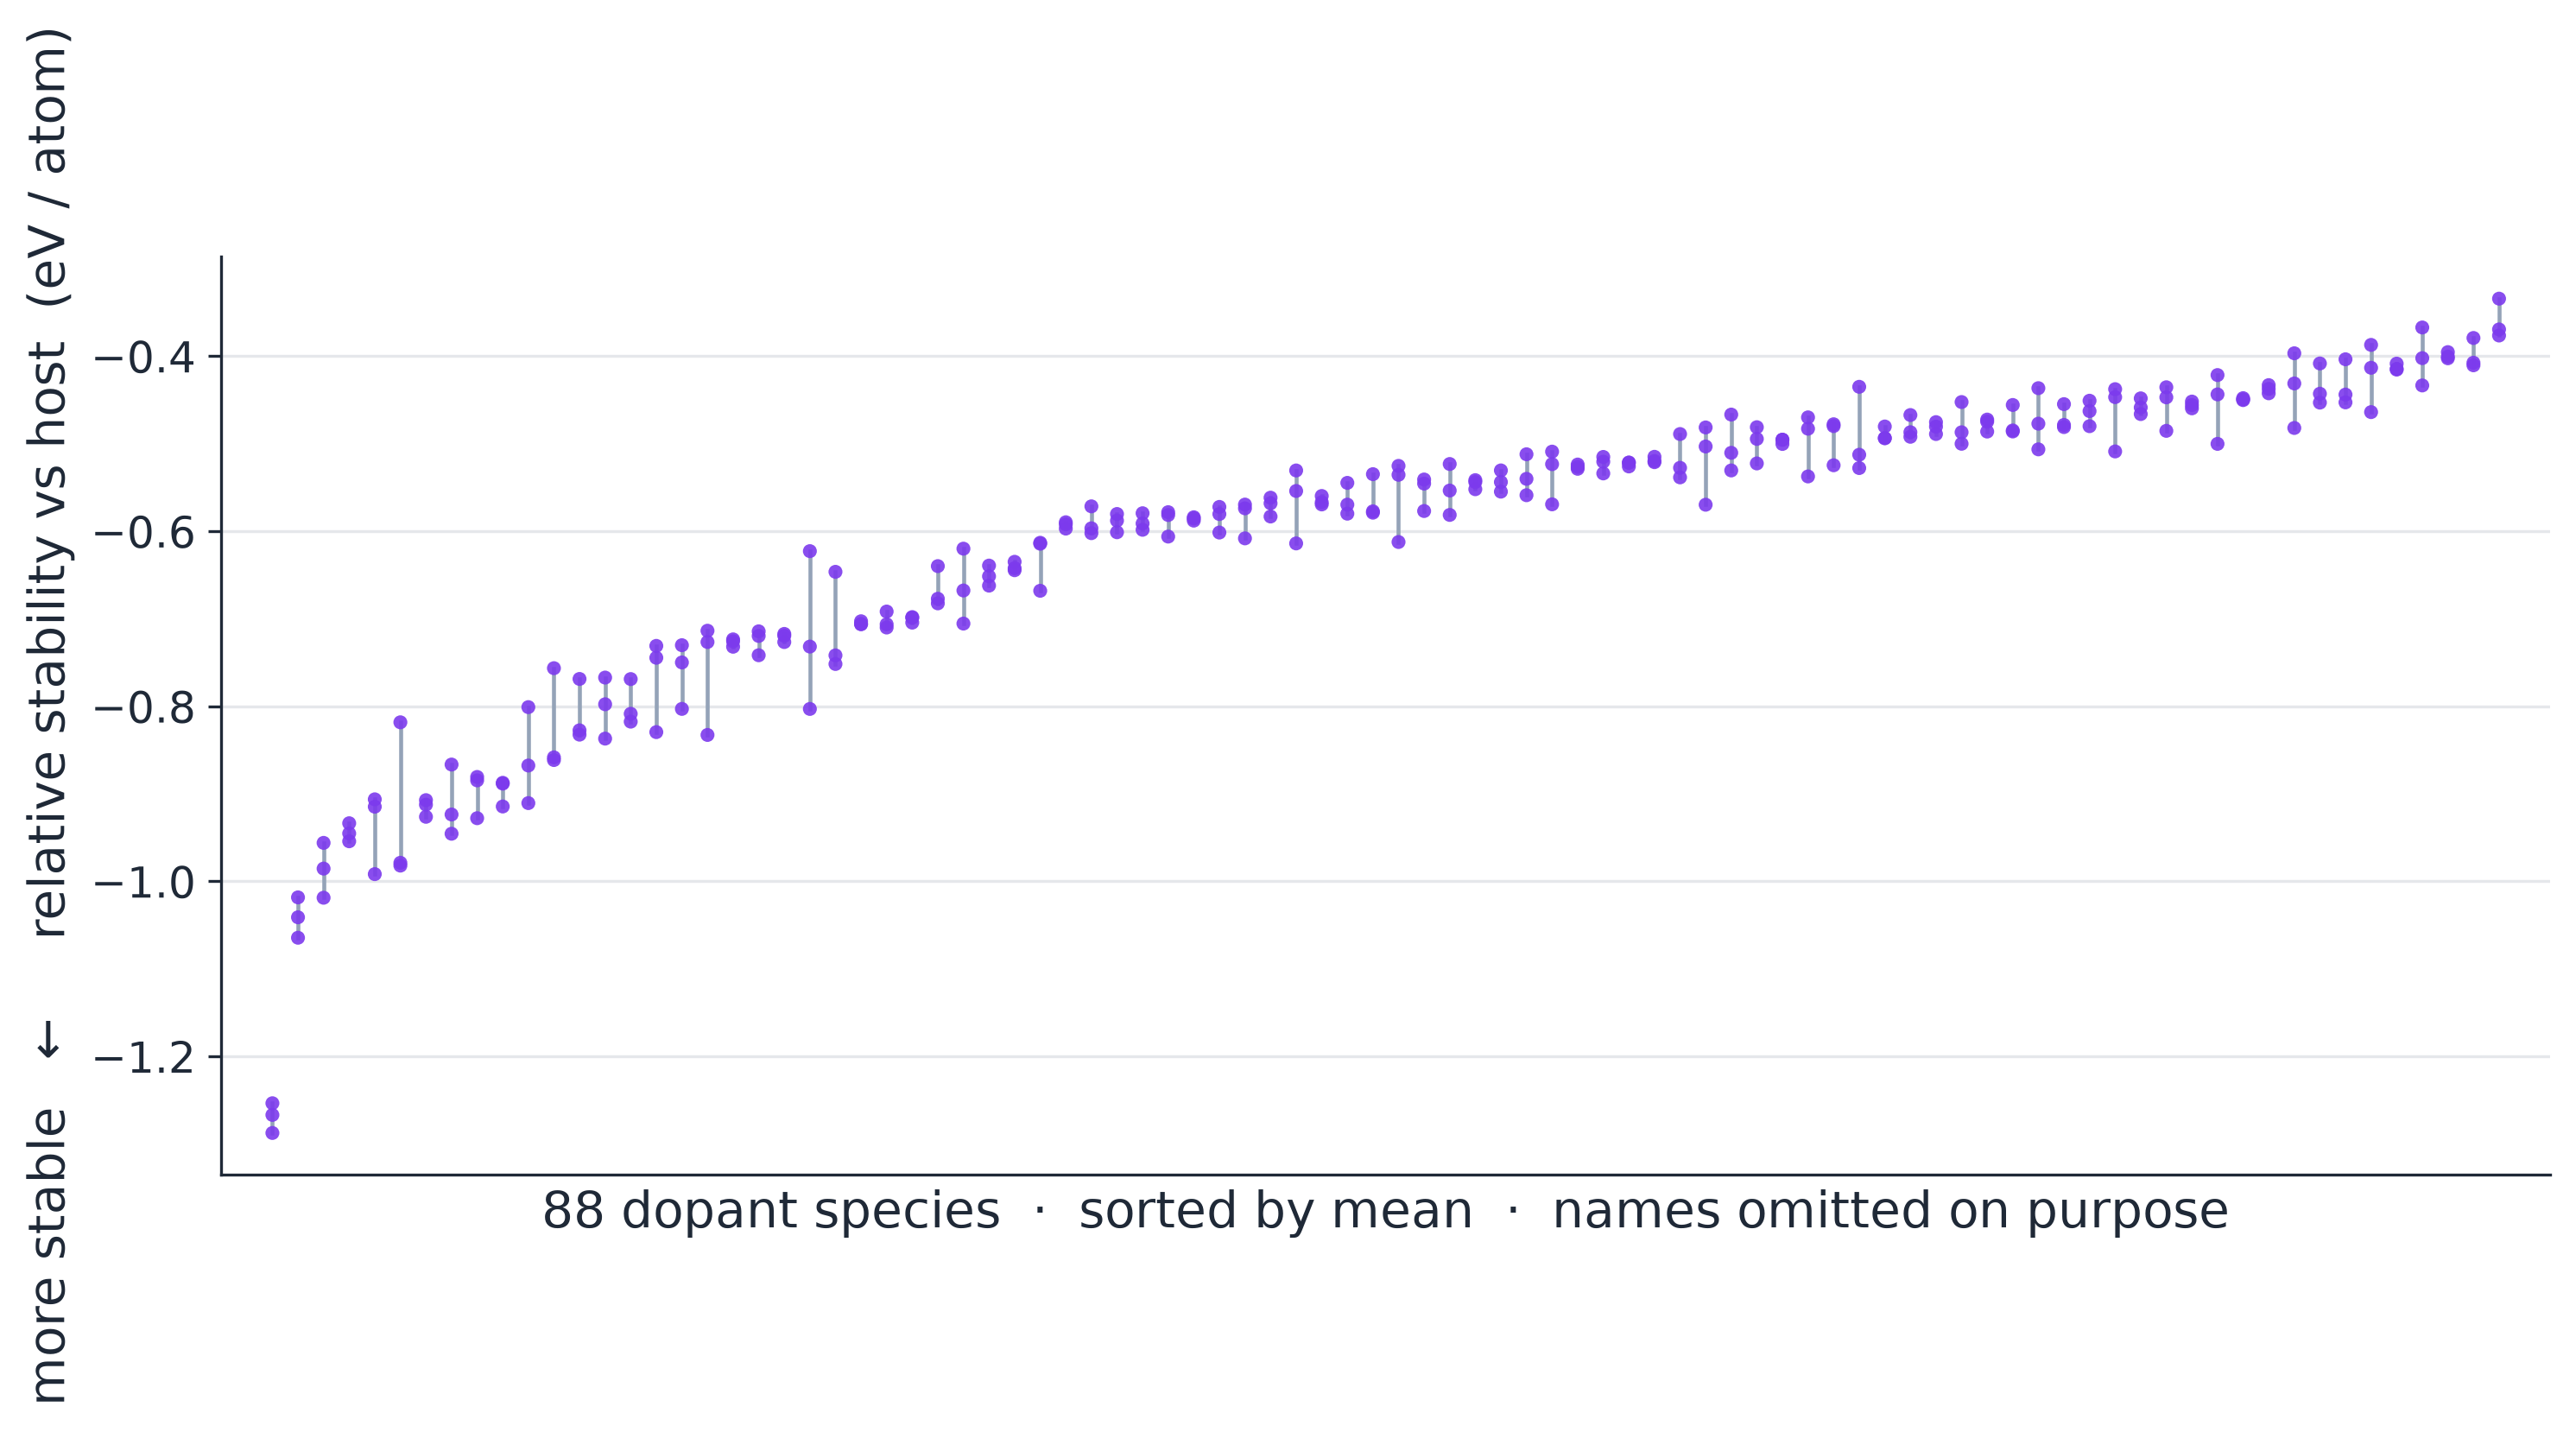 more stable ← relative stability vs host (eV / atom)
−0.4
−0.6
−0.8
−1.0
−1.2
88 dopant species · sorted by mean · names omitted on purpose